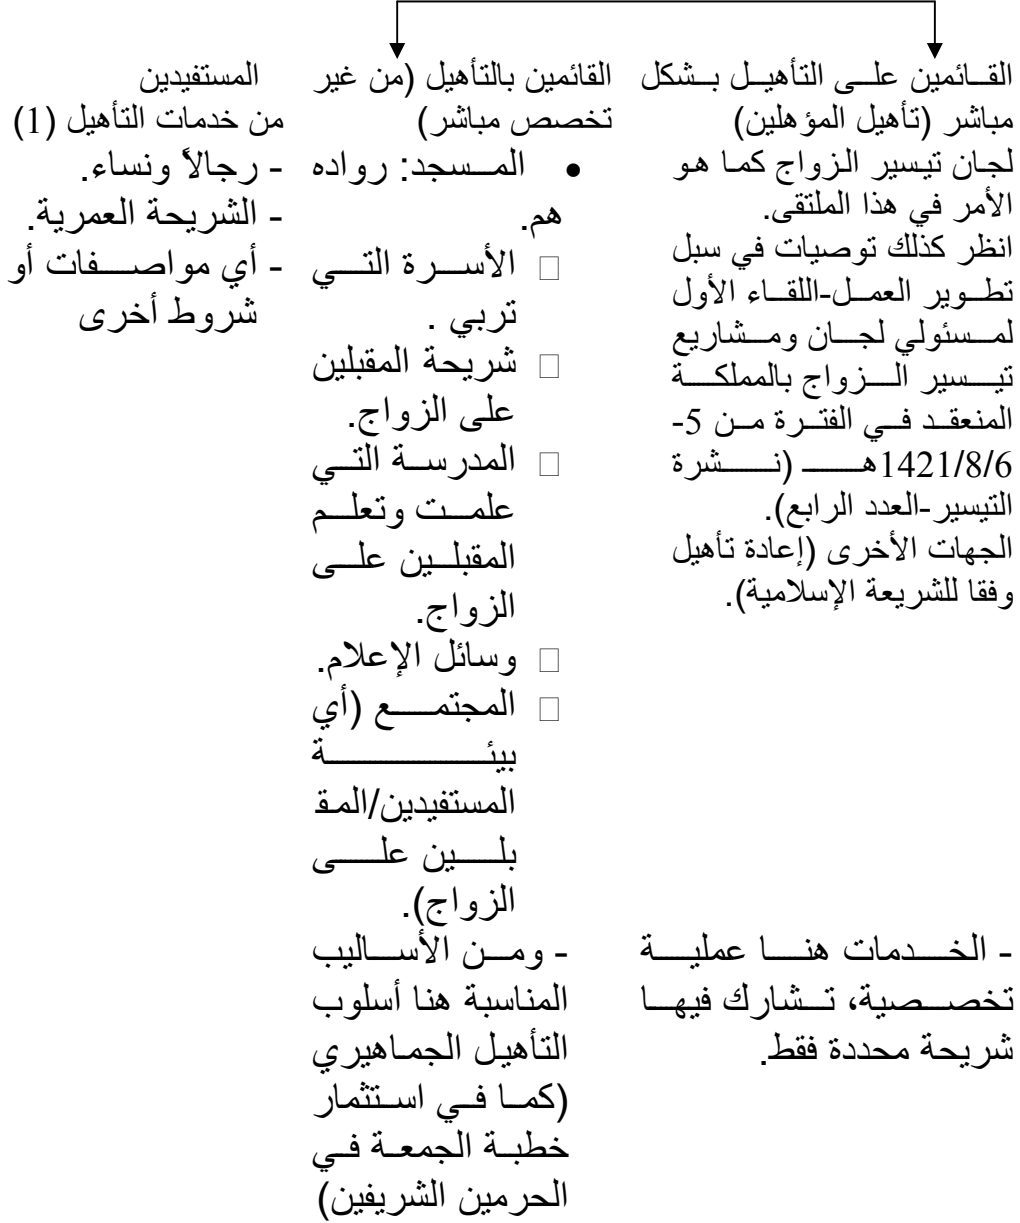 القائمين على التأهيل بشكل
مباشر (تأهيل المؤهلين)
لجان تيسير الزواج كما هو
الأمر في هذا الملتقى.
انظر كذلك توصيات في سبل
تطوير العمل-اللقاء الأول
لمسئولي لجان ومشاريع
تيسير الزواج بالمملكة
المنعقد في الفترة من 5-
1421/8/6هـ (نشرة
التيسير-العدد الرابع).
الجهات الأخرى (إعادة تأهيل
وفقا للشريعة الإسلامية).
- الخدمات هنا عملية
تخصصية، تشارك فيها
شريحة محددة فقط.
القائمين بالتأهيل (من غير
تخصص مباشر)
• المسجد: رواده
هم.
□ الأسرة التي
تربي .
□ شريحة المقبلين
على الزواج.
□ المدرسة التي
علمت وتعلم
المقبلين على
الزواج.
□ وسائل الإعلام.
□ المجتمع (أي
بيئة
المستفيدين/المق
بلين على
الزواج).
- ومن الأساليب
المناسبة هنا أسلوب
التأهيل الجماهيري
(كما في استثمار
خطبة الجمعة في
الحرمين الشريفين)
المستفيدين
من خدمات التأهيل (1)
- رجالاً ونساء.
- الشريحة العمرية.
- أي مواصفات أو
شروط أخرى